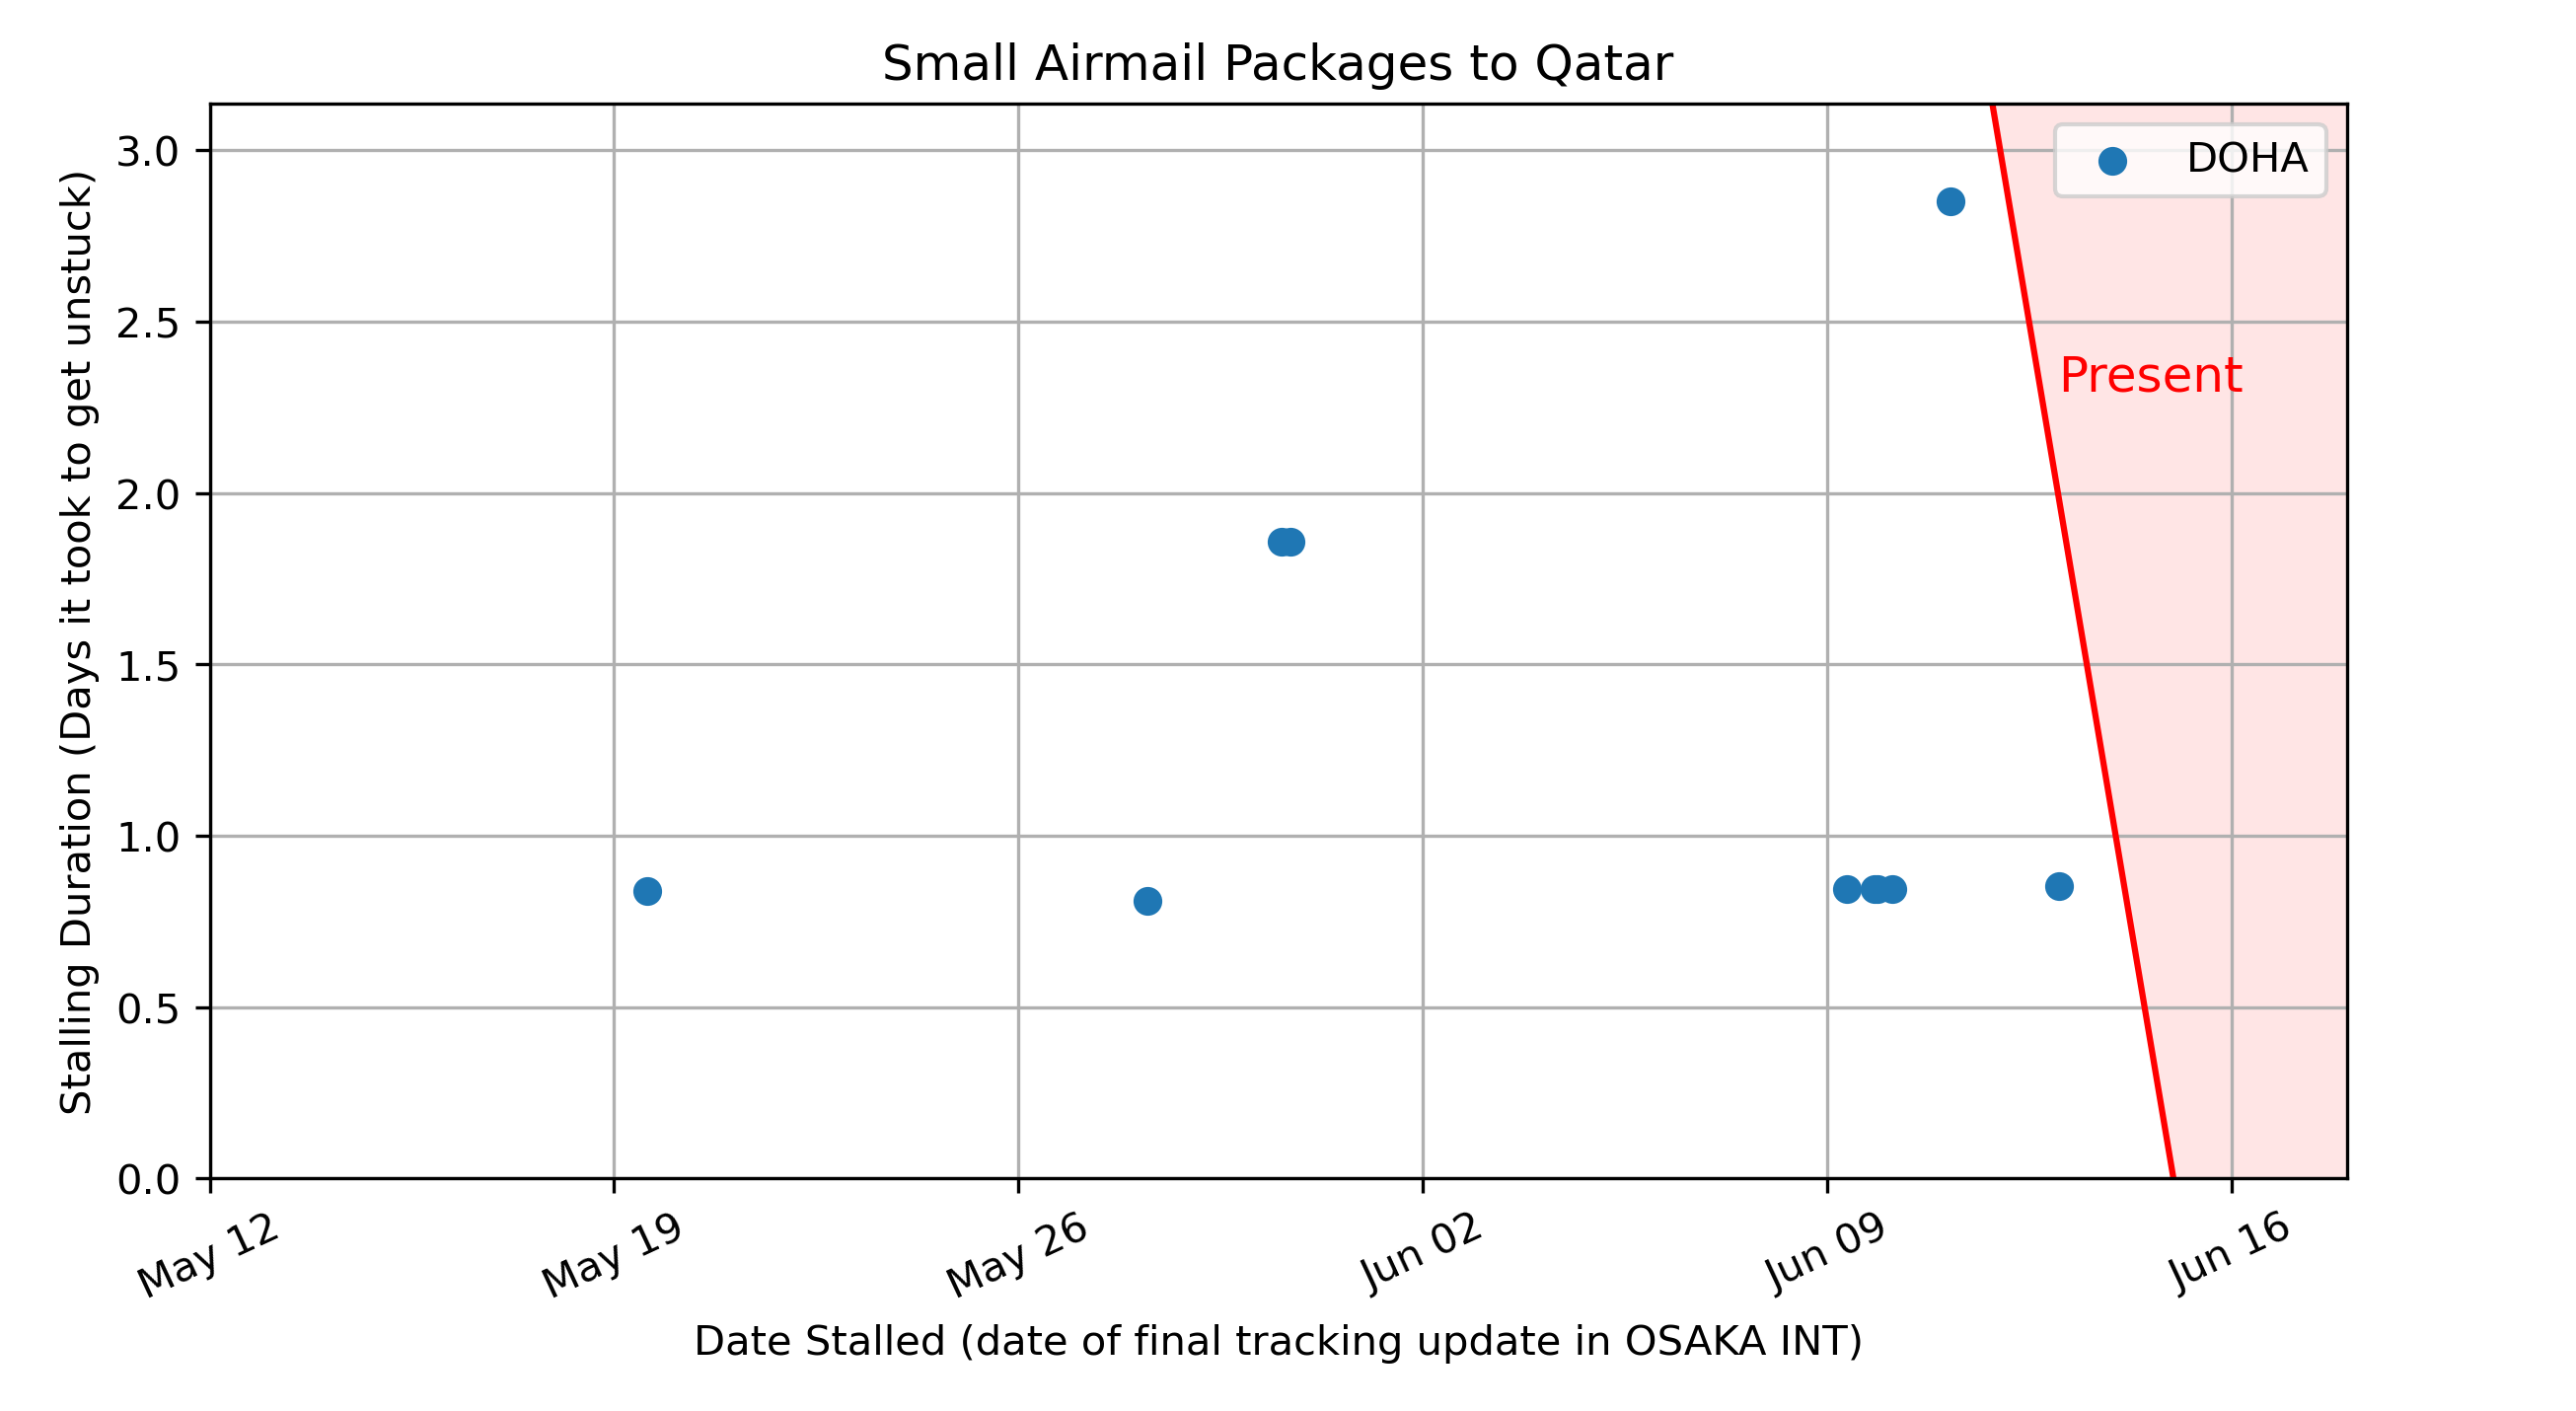 Small Airmail Packages to Qatar
DOHA
Present
Stalling Duration (Days it took to get unstuck)
3.0
2.5
2.0
1.5
1.0
0.5
0.0
May 12
May 19
May 26
Jun 02
Jun 09
Jun 16
Date Stalled (date of final tracking update in OSAKA INT)